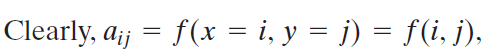 Clearly, aij = f(x = i, y = j) = f(i, j),